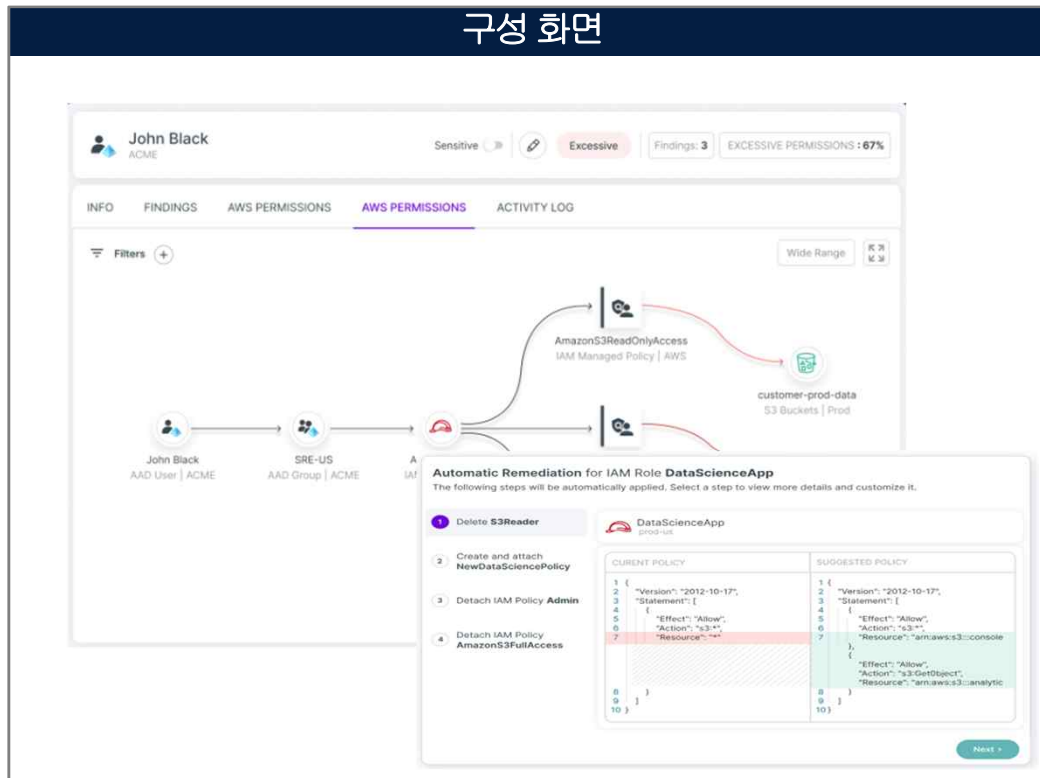 구성 화면
John Black
ACME
Sensitive
Excessive
Findings: 3
EXCESSIVE PERMISSIONS : 67%
INFO FINDINGS AWS PERMISSIONS AWS PERMISSIONS ACTIVITY LOG
Filters
Wide Range
AmazonS3ReadOnlyAccess
IAM Managed Policy | AWS
customer-prod-data
S3 Buckets | Prod
John Black
AAD User | ACME
SRE-US
AAD Group | ACME
A
Automatic Remediation for IAM Role DataScienceApp
The following steps will be automatically applied. Select a step to view more details and customize it.
1 Delete S3Reader
2 Create and attach
NewDataSciencePolicy
3 Detach IAM Policy Admin
4 Detach IAM Policy
AmazonS3FullAccess
DataScienceApp
prod-us
CURENT POLICY
1 {
2 "Version": "2012-10-17",
3 "Statement": [
4 {
5 "Effect": "Allow",
6 "Action": "s3:*",
7 "Resource": "*"
8 }
9 ]
10 }
SUGGESTED POLICY
1 {
2 "Version": "2012-10-17",
3 "Statement": [
4 {
5 "Effect": "Allow",
6 "Action": "s3:*",
7 "Resource": "arn:aws:s3:::console
},
{
"Effect": "Allow",
"Action": "s3:GetObject",
"Resource": "arn:aws:s3:::analytic
8 }
9 ]
10 }
Next >